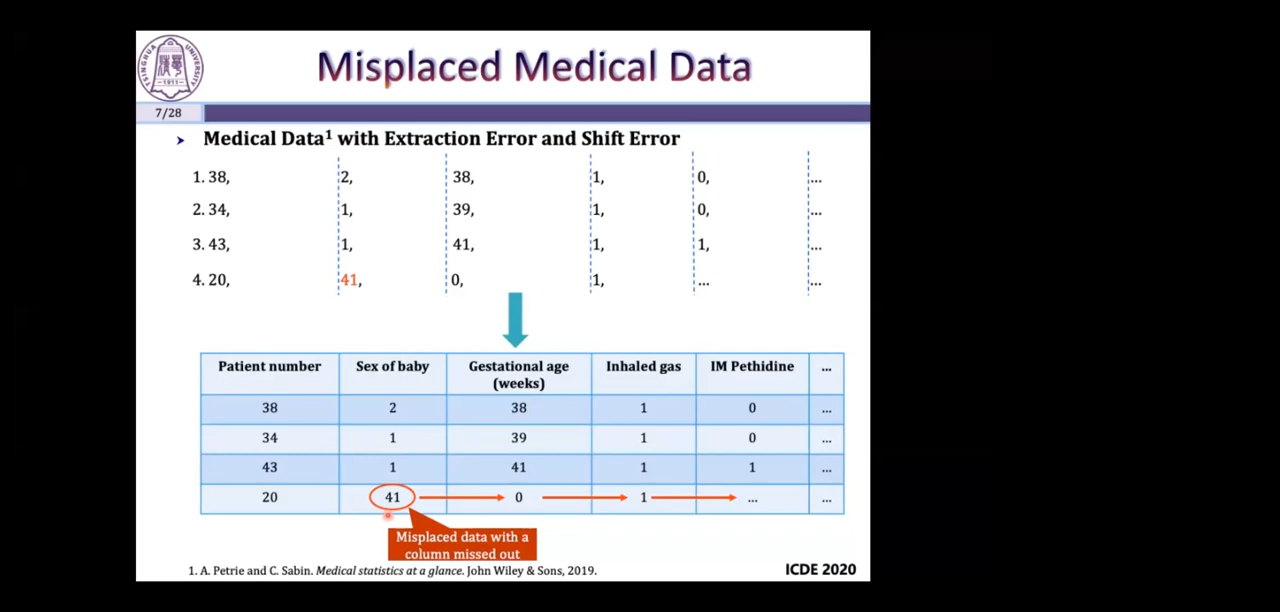 TSINGHUA UNIVERSITY
-1911-
Misplaced Medical Data
7/28
➤ Medical Data¹ with Extraction Error and Shift Error
1. 38, 2, 38, 1, 0, ...
2. 34, 1, 39, 1, 0, ...
3. 43, 1, 41, 1, 1, ...
4. 20, 41, 0, 1, ... ...
Patient number Sex of baby Gestational age (weeks) Inhaled gas IM Pethidine ...
38 2 38 1 0 ...
34 1 39 1 0 ...
43 1 41 1 1 ...
20 41 0 1 ... ...
Misplaced data with a
column missed out
1. A. Petrie and C. Sabin. Medical statistics at a glance. John Wiley & Sons, 2019.
ICDE 2020